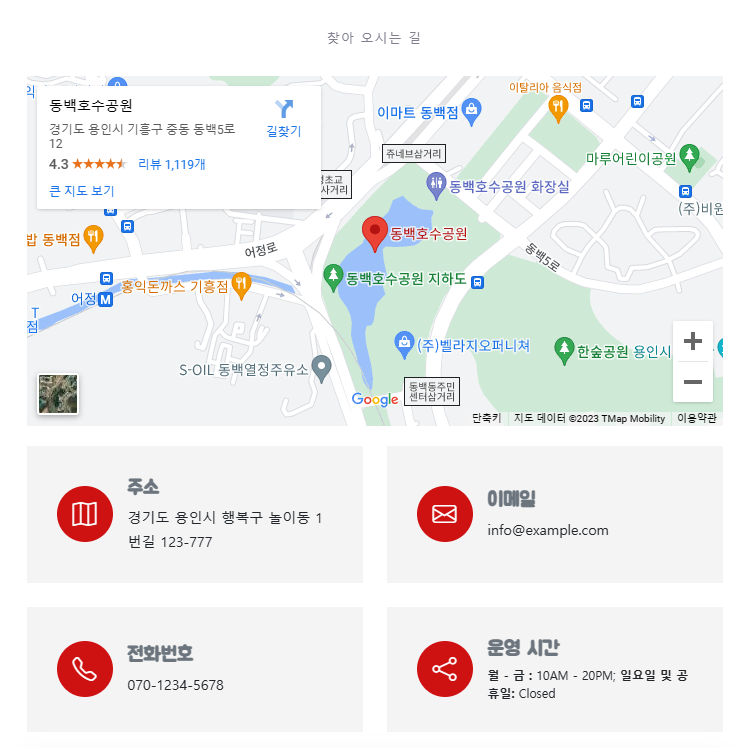 찾아 오시는 길
동백호수공원
경기도 용인시 기흥구 중동 동백5로
12
길찾기
4.3
리뷰 1,119개
큰 지도 보기
이탈리아 음식점
이마트 동백점
쥬네브삼거리
마루어린이공원
동백호수공원 화장실
(주)비원
사거리
동백호수공원
밥 동백점
어정로
동백5로
동백호수공원 지하도
어정
M
홍익돈까스 기흥점
T
점
(주)벨라지오퍼니쳐
한숲공원
용인시
S-OIL 동백열정주유소
동백동주민
센터삼거리
Google
단축키
지도 데이터 ©2023 TMap Mobility
이용약관
주소
경기도 용인시 행복구 놀이동 1
번길 123-777
이메일
info@example.com
전화번호
070-1234-5678
운영 시간
월 - 금 : 10AM - 20PM; 일요일 및 공
휴일: Closed